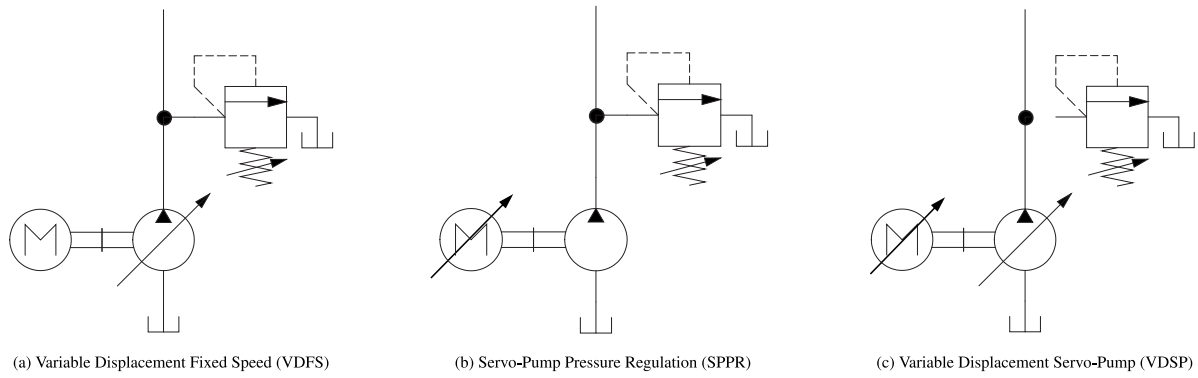 M
M
M
(a) Variable Displacement Fixed Speed (VDFS)
(b) Servo-Pump Pressure Regulation (SPPR)
(c) Variable Displacement Servo-Pump (VDSP)